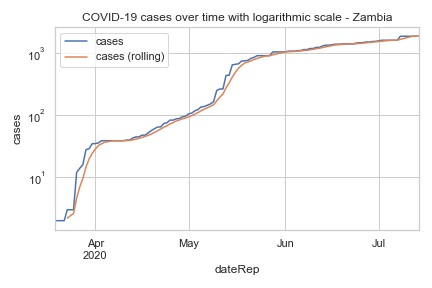 COVID-19 cases over time with logarithmic scale - Zambia
cases
cases (rolling)
10³
10²
10¹
cases
Apr
2020
May
Jun
Jul
dateRep